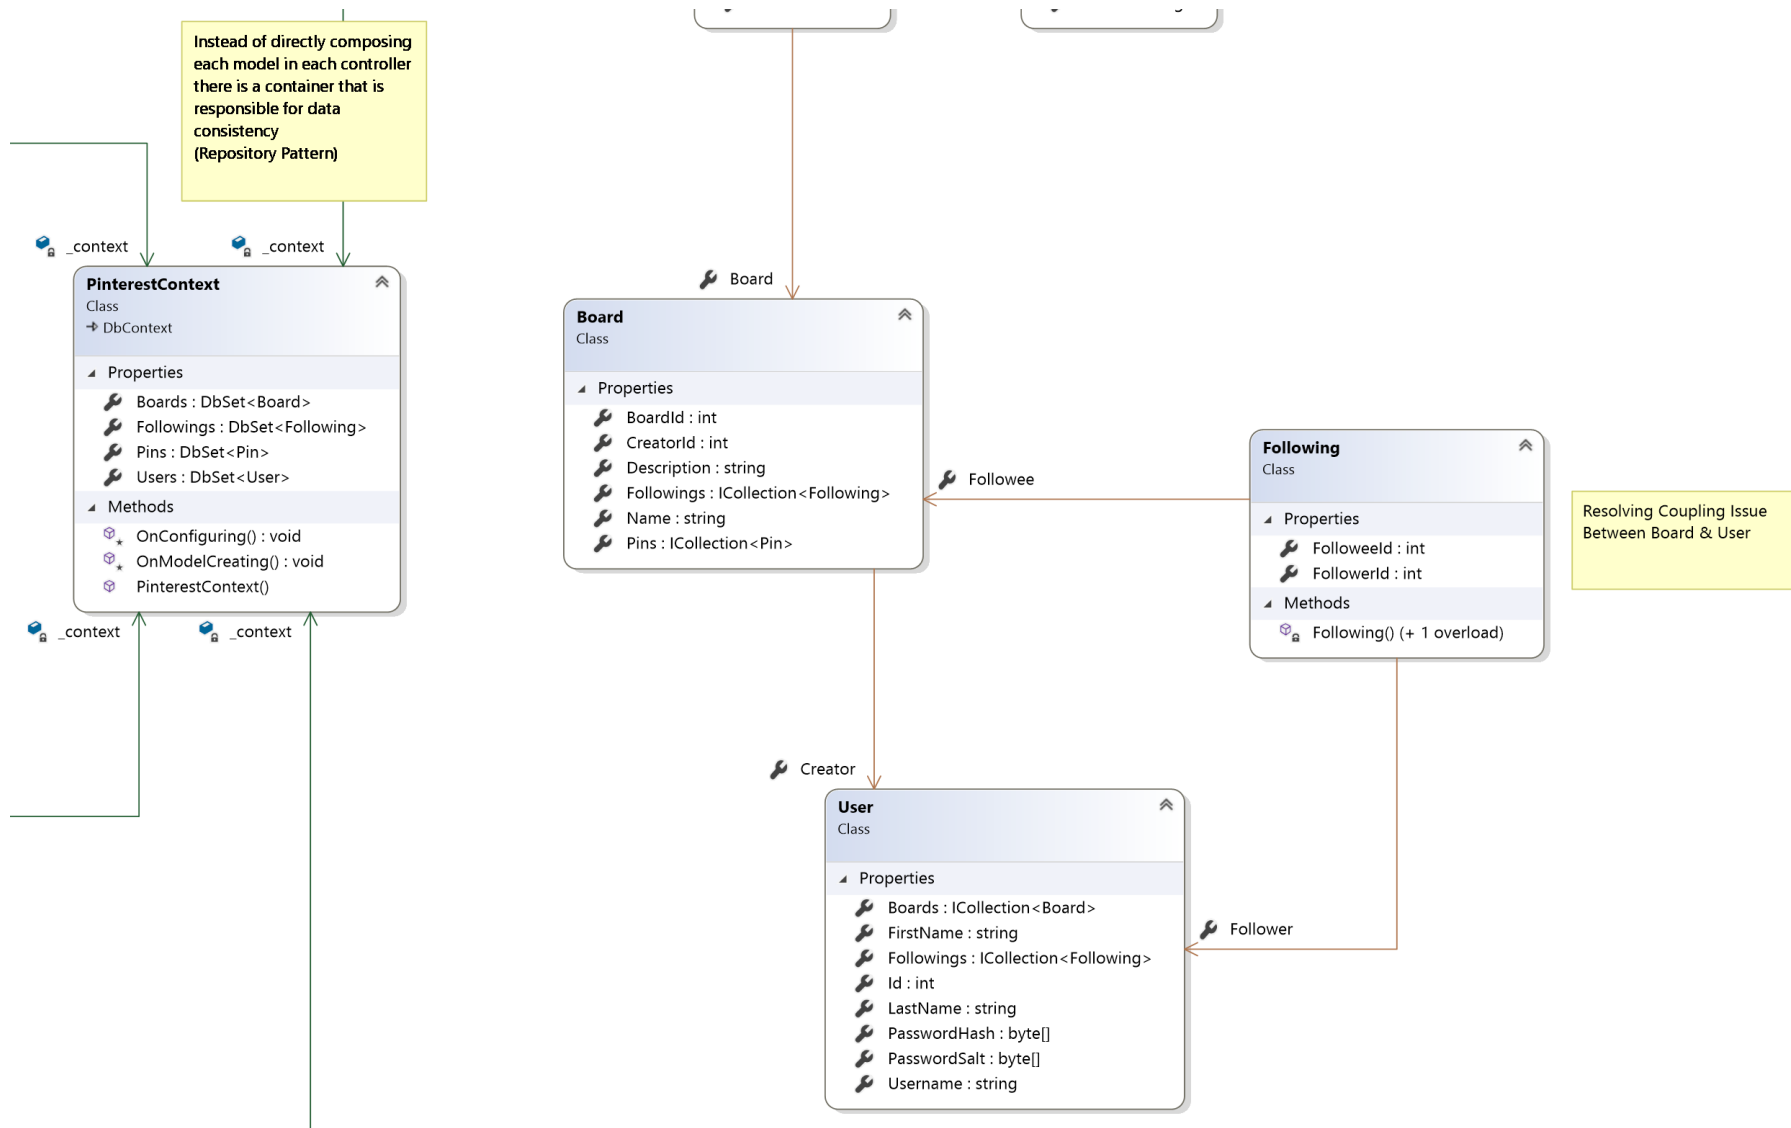 Instead of directly composing
each model in each controller
there is a container that is
responsible for data
consistency
(Repository Pattern)
_context
_context
PinterestContext
Class
DbContext
Properties
Boards : DbSet<Board>
Followings : DbSet<Following>
Pins : DbSet<Pin>
Users : DbSet<User>
Methods
OnConfiguring() : void
OnModelCreating() : void
PinterestContext()
_context
_context
Board
Board
Class
Properties
BoardId : int
CreatorId : int
Description : string
Followings : ICollection<Following>
Name : string
Pins : ICollection<Pin>
Followee
Following
Class
Properties
FolloweeId : int
FollowerId : int
Methods
Following() (+ 1 overload)
Resolving Coupling Issue
Between Board & User
Creator
User
Class
Properties
Boards : ICollection<Board>
FirstName : string
Followings : ICollection<Following>
Id : int
LastName : string
PasswordHash : byte[]
PasswordSalt : byte[]
Username : string
Follower